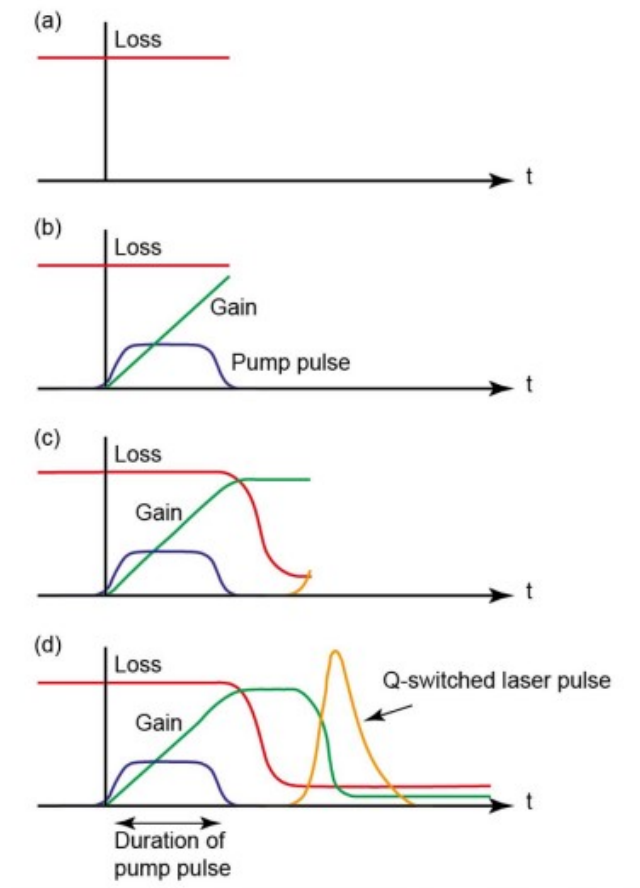 (a)
Loss
t
(b)
Loss
Gain
Pump pulse
t
(c)
Loss
Gain
t
(d)
Loss
Q-switched laser pulse
Gain
t
Duration of
pump pulse